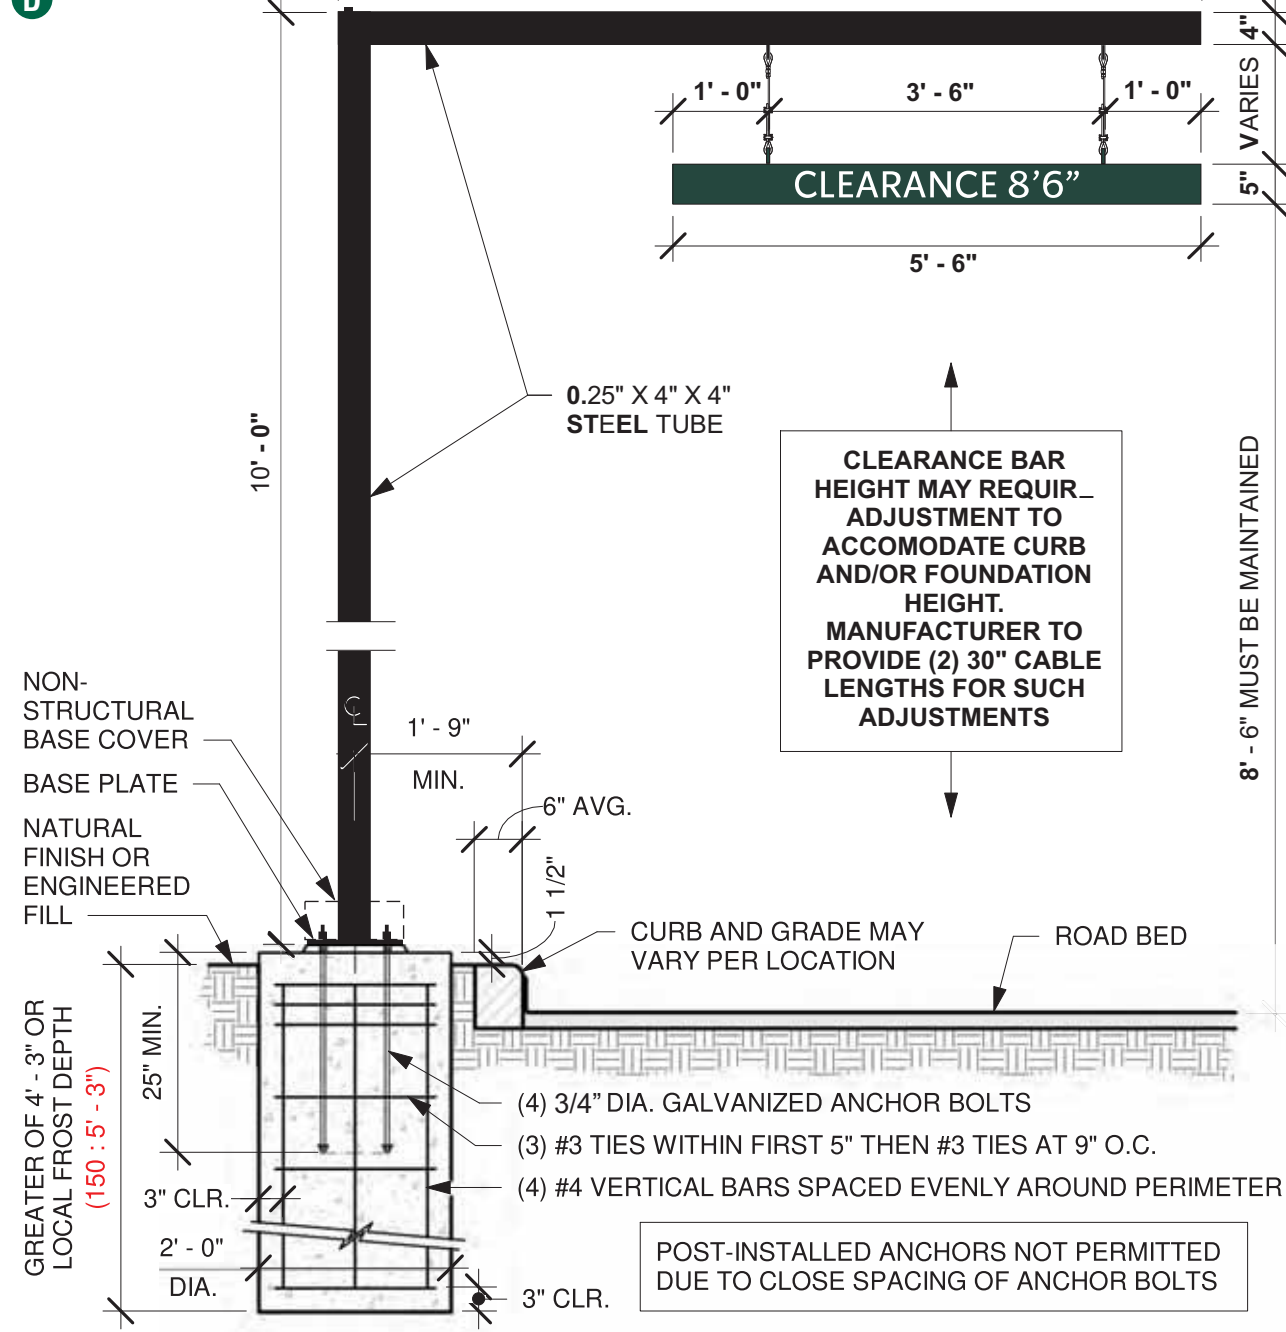 D
4"
1' - 0"
3' - 6"
1' - 0"
VARIES
CLEARANCE 8’6”
5"
5' - 6"
0.25" X 4" X 4"
STEEL TUBE
10' - 0"
CLEARANCE BAR
HEIGHT MAY REQUIR_
ADJUSTMENT TO
ACCOMODATE CURB
AND/OR FOUNDATION
HEIGHT.
MANUFACTURER TO
PROVIDE (2) 30" CABLE
LENGTHS FOR SUCH
ADJUSTMENTS
8' - 6" MUST BE MAINTAINED
NON-
STRUCTURAL
BASE COVER
BASE PLATE
NATURAL
FINISH OR
ENGINEERED
FILL
CL
1' - 9"
MIN.
6" AVG.
1 1/2"
CURB AND GRADE MAY
VARY PER LOCATION
ROAD BED
GREATER OF 4' - 3" OR
LOCAL FROST DEPTH
(150 : 5' - 3")
25" MIN.
(4) 3/4” DIA. GALVANIZED ANCHOR BOLTS
(3) #3 TIES WITHIN FIRST 5" THEN #3 TIES AT 9" O.C.
(4) #4 VERTICAL BARS SPACED EVENLY AROUND PERIMETER
3" CLR.
2' - 0"
DIA.
3" CLR.
POST-INSTALLED ANCHORS NOT PERMITTED
DUE TO CLOSE SPACING OF ANCHOR BOLTS